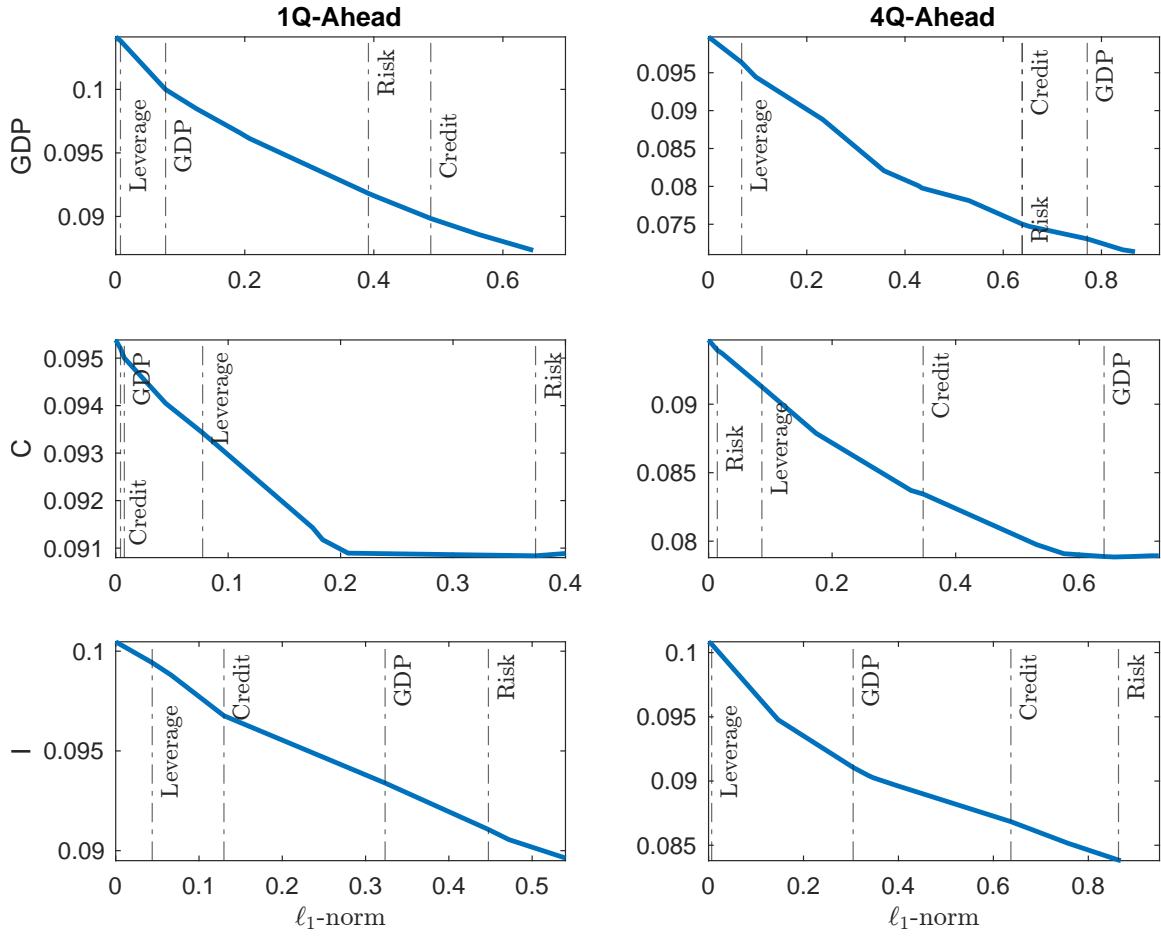 1Q-Ahead
4Q-Ahead
GDP
0.1
0.095
0.09
Leverage
GDP
Risk
Credit
0
0.2
0.4
0.6
0.095
0.09
0.085
0.08
0.075
Leverage
Credit
Risk
GDP
0
0.2
0.4
0.6
0.8
C
0.095
0.094
0.093
0.092
0.091
Credit
GDP
Leverage
Risk
0
0.1
0.2
0.3
0.4
0.09
0.085
0.08
Risk
Leverage
Credit
GDP
0
0.2
0.4
0.6
I
0.1
0.095
0.09
Leverage
Credit
GDP
Risk
0
0.1
0.2
0.3
0.4
0.5
ℓ₁-norm
0.1
0.095
0.09
0.085
Leverage
GDP
Credit
Risk
0
0.2
0.4
0.6
0.8
ℓ₁-norm